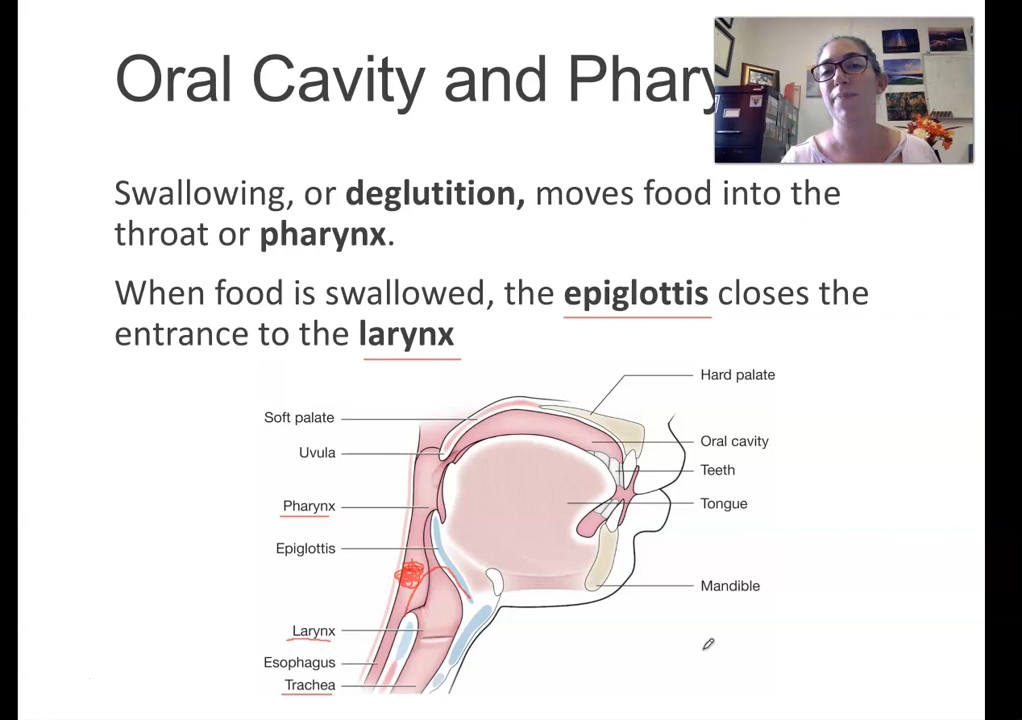 Oral Cavity and Phary
Swallowing, or deglutition, moves food into the
throat or pharynx.
When food is swallowed, the epiglottis closes the
entrance to the larynx
Hard palate
Soft palate
Oral cavity
Uvula
Teeth
Pharynx
Tongue
Epiglottis
Mandible
Larynx
Esophagus
Trachea